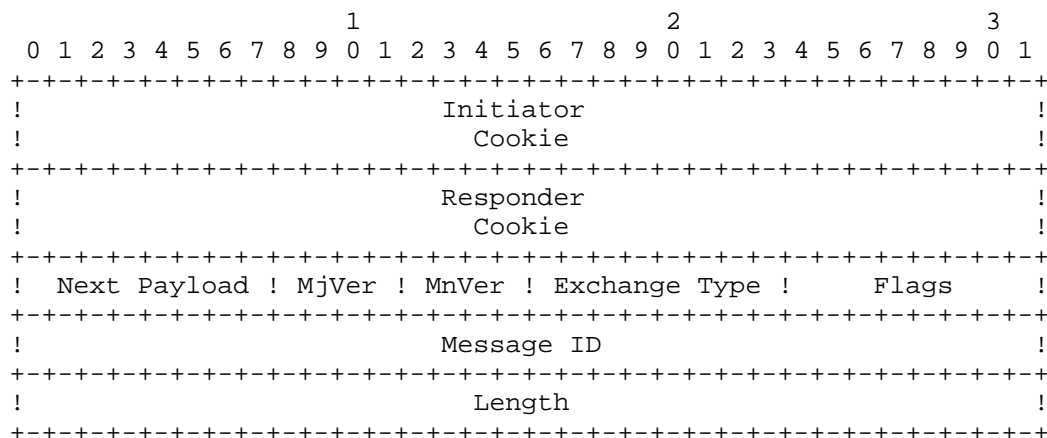 1                   2                   3
 0 1 2 3 4 5 6 7 8 9 0 1 2 3 4 5 6 7 8 9 0 1 2 3 4 5 6 7 8 9 0 1
+-+-+-+-+-+-+-+-+-+-+-+-+-+-+-+-+-+-+-+-+-+-+-+-+-+-+-+-+-+-+-+-+
!                          Initiator                            !
!                            Cookie                             !
+-+-+-+-+-+-+-+-+-+-+-+-+-+-+-+-+-+-+-+-+-+-+-+-+-+-+-+-+-+-+-+-+
!                          Responder                            !
!                            Cookie                             !
+-+-+-+-+-+-+-+-+-+-+-+-+-+-+-+-+-+-+-+-+-+-+-+-+-+-+-+-+-+-+-+-+
!  Next Payload ! MjVer ! MnVer ! Exchange Type !     Flags     !
+-+-+-+-+-+-+-+-+-+-+-+-+-+-+-+-+-+-+-+-+-+-+-+-+-+-+-+-+-+-+-+-+
!                          Message ID                           !
+-+-+-+-+-+-+-+-+-+-+-+-+-+-+-+-+-+-+-+-+-+-+-+-+-+-+-+-+-+-+-+-+
!                            Length                             !
+-+-+-+-+-+-+-+-+-+-+-+-+-+-+-+-+-+-+-+-+-+-+-+-+-+-+-+-+-+-+-+-+